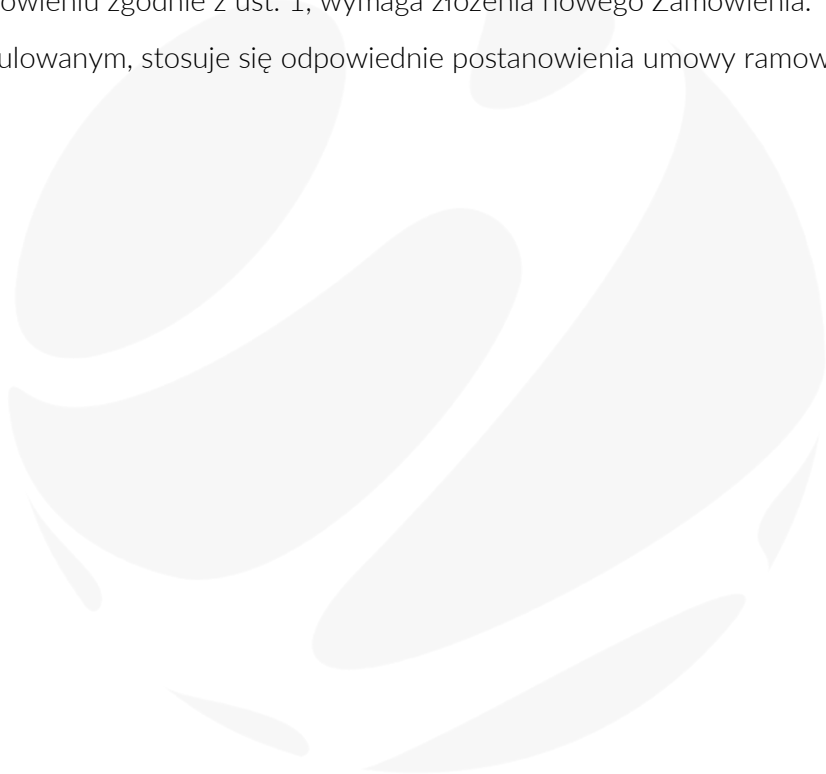 owieniu zgodnie z ust. 1, wymaga złożenia nowego Zamówienia.
ulowanym, stosuje się odpowiednie postanowienia umowy ramow